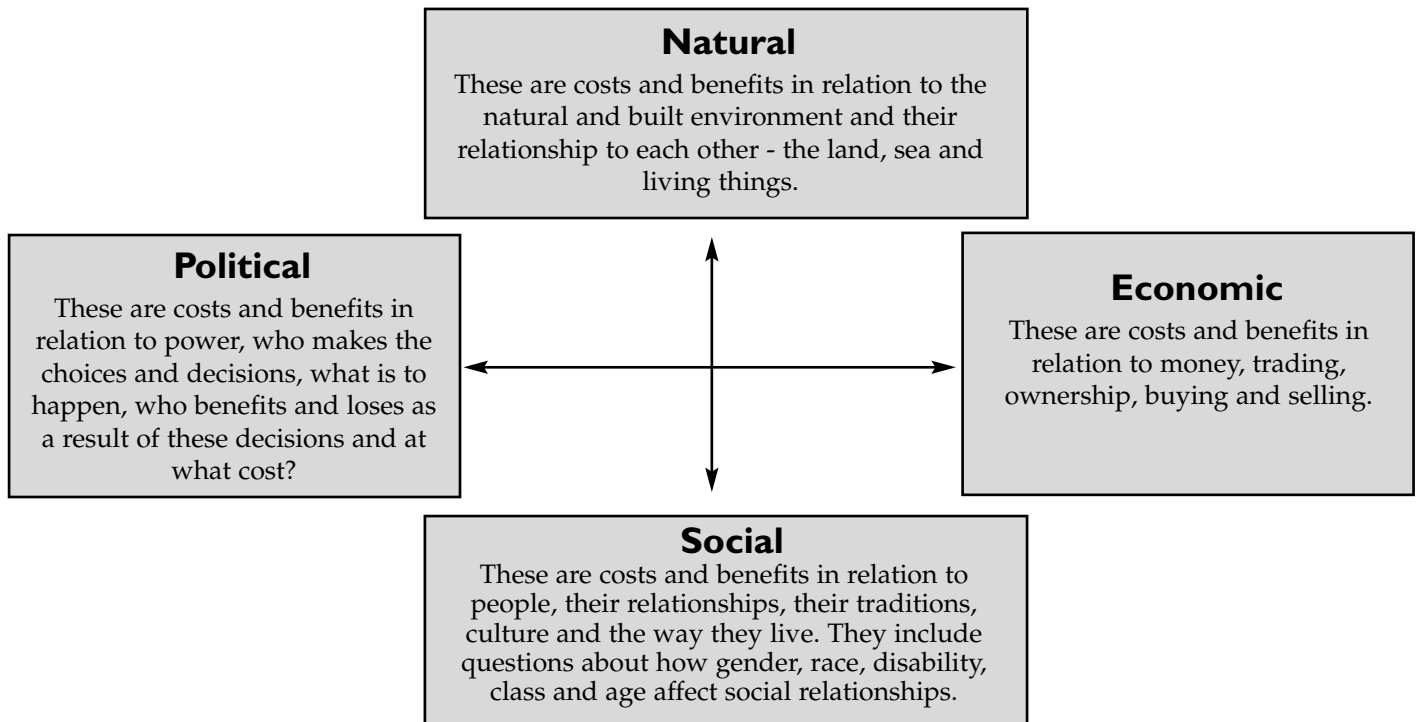 Natural
These are costs and benefits in relation to the
natural and built environment and their
relationship to each other - the land, sea and
living things.
Political
These are costs and benefits in
relation to power, who makes the
choices and decisions, what is to
happen, who benefits and loses as
a result of these decisions and at
what cost?
Economic
These are costs and benefits in
relation to money, trading,
ownership, buying and selling.
Social
These are costs and benefits in relation to
people, their relationships, their traditions,
culture and the way they live. They include
questions about how gender, race, disability,
class and age affect social relationships.